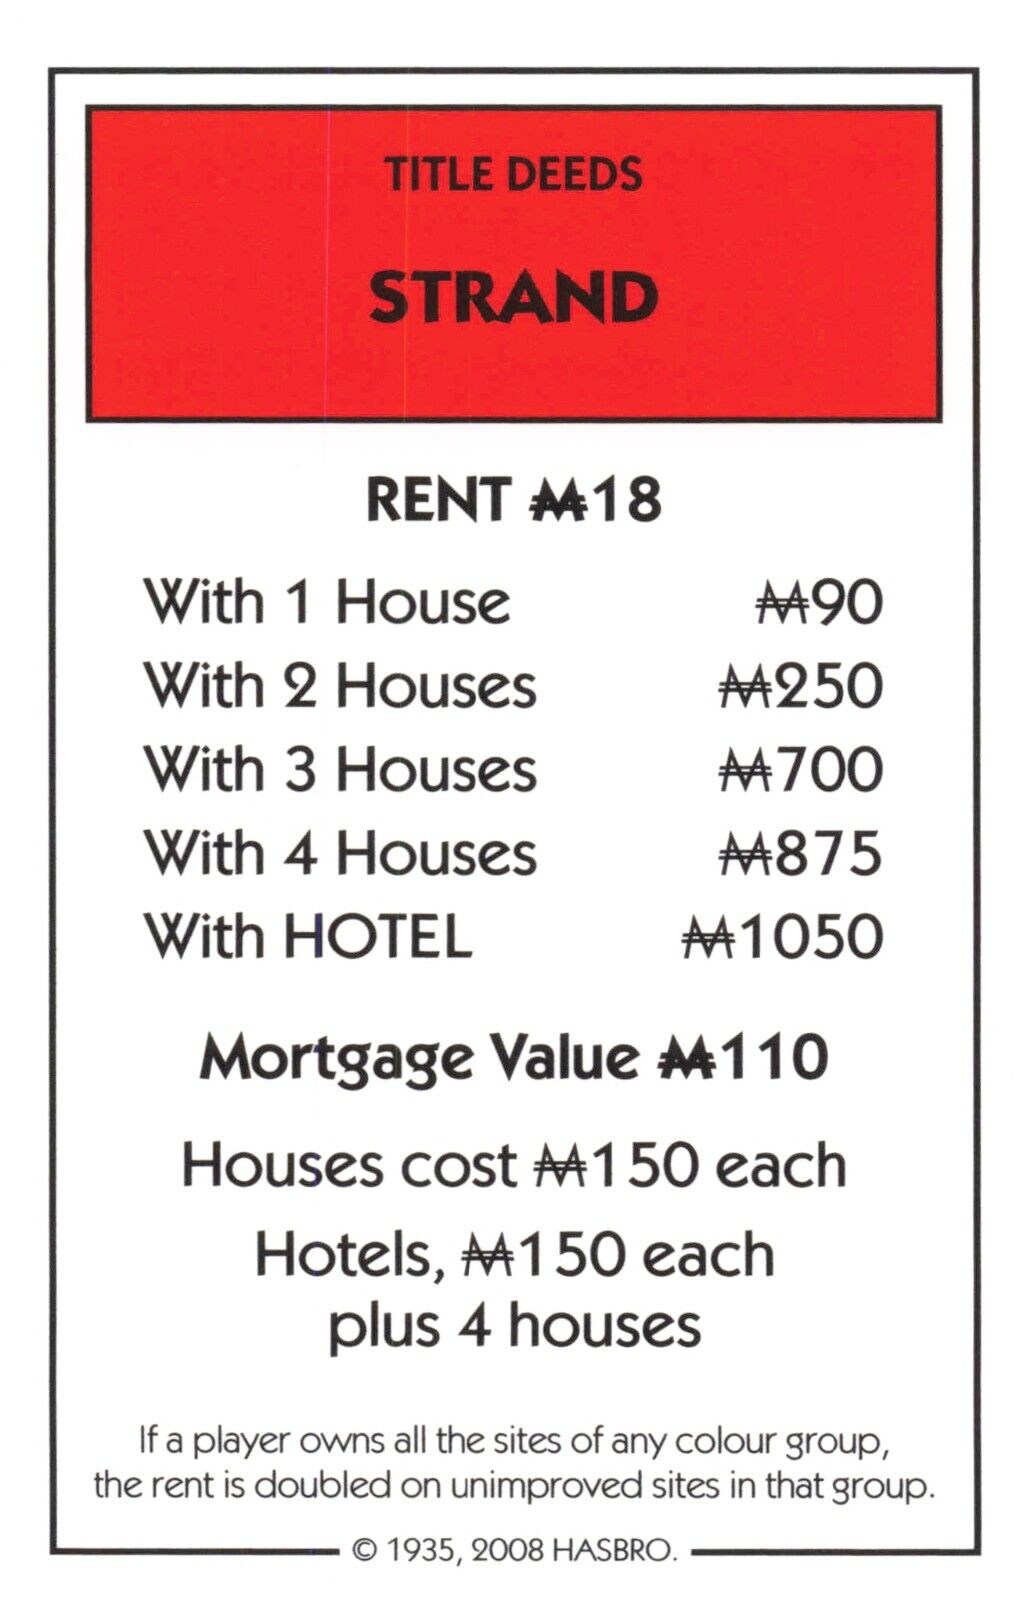 TITLE DEEDS
STRAND
RENT ₩18
With 1 House ₩90
With 2 Houses ₩250
With 3 Houses ₩700
With 4 Houses ₩875
With HOTEL ₩1050
Mortgage Value ₩110
Houses cost ₩150 each
Hotels, ₩150 each
plus 4 houses
If a player owns all the sites of any colour group,
the rent is doubled on unimproved sites in that group.
© 1935, 2008 HASBRO.